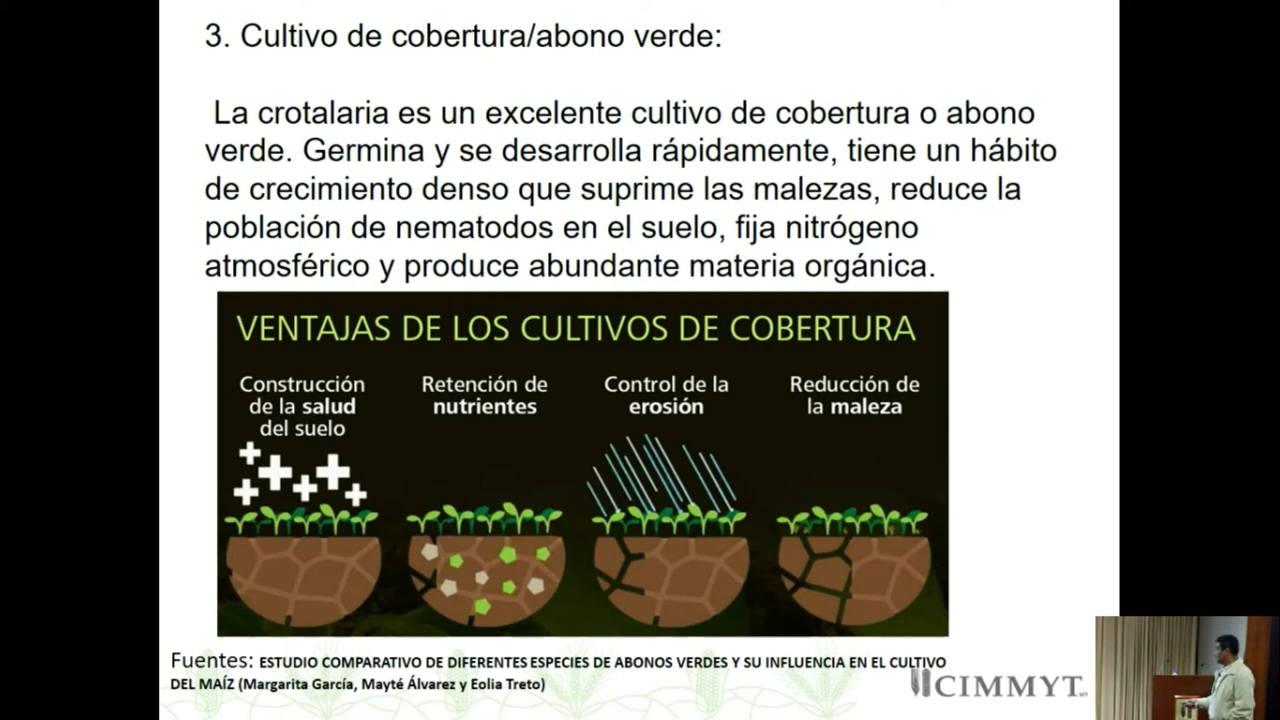 3. Cultivo de cobertura/abono verde:
La crotalaria es un excelente cultivo de cobertura o abono
verde. Germina y se desarrolla rápidamente, tiene un hábito
de crecimiento denso que suprime las malezas, reduce la
población de nematodos en el suelo, fija nitrógeno
atmosférico y produce abundante materia orgánica.
VENTAJAS DE LOS CULTIVOS DE COBERTURA
Construcción
de la salud
del suelo
Retención de
nutrientes
Control de la
erosión
Reducción de
la maleza
Fuentes: ESTUDIO COMPARATIVO DE DIFERENTES ESPECIES DE ABONOS VERDES Y SU INFLUENCIA EN EL CULTIVO
DEL MAÍZ (Margarita García, Mayté Álvarez y Eolia Treto)
CIMMYT